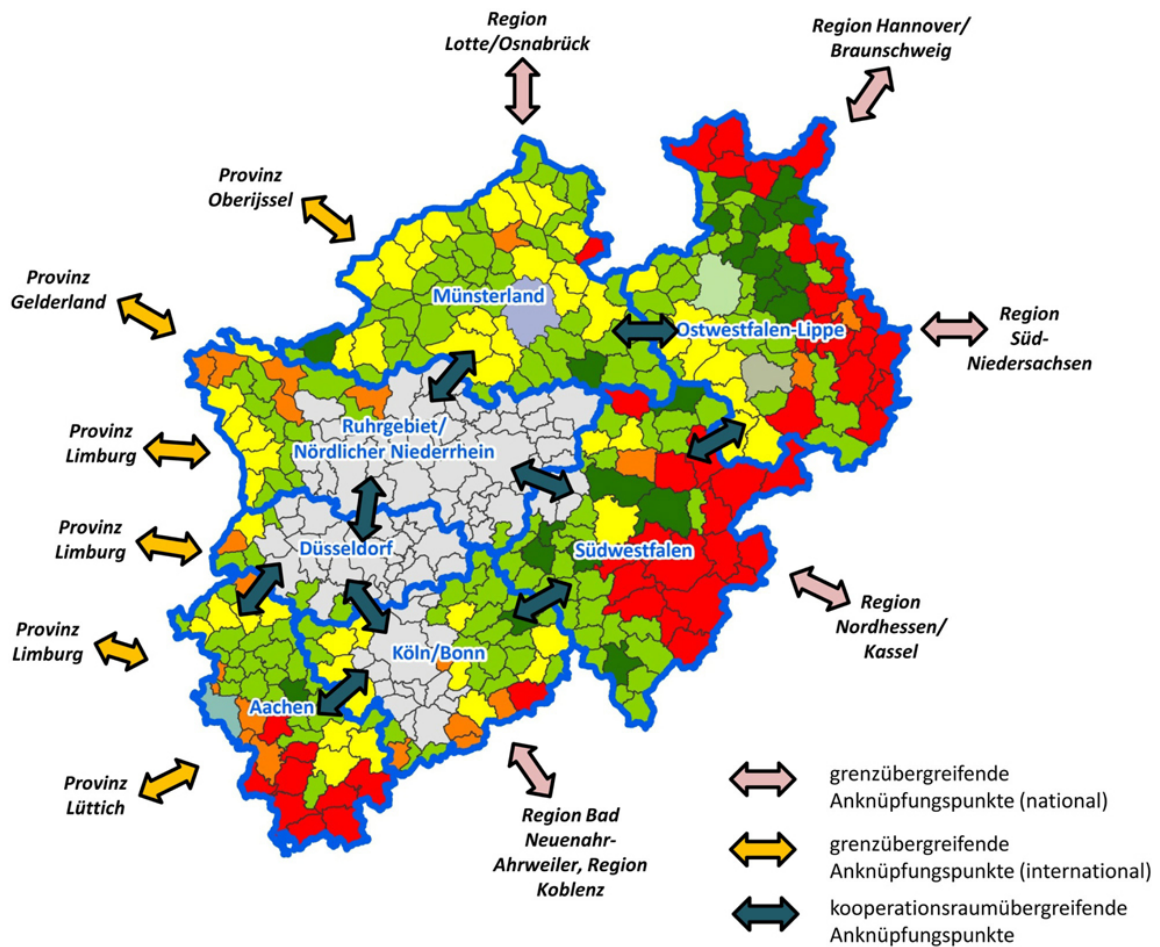 Region
Lotte/Osnabrück
Region Hannover/
Braunschweig
Provinz
Oberijssel
Provinz
Gelderland
Münsterland
Ostwestfalen-Lippe
Region
Süd-
Niedersachsen
Provinz
Limburg
Ruhrgebiet/
Nördlicher Niederrhein
Provinz
Limburg
Düsseldorf
Südwestfalen
Region
Nordhessen/
Kassel
Provinz
Limburg
Köln/Bonn
Aachen
Provinz
Lüttich
Region Bad
Neuenahr-
Ahrweiler, Region
Koblenz
grenzübergreifende
Anknüpfungspunkte (national)
grenzübergreifende
Anknüpfungspunkte (international)
kooperationsraumübergreifende
Anknüpfungspunkte